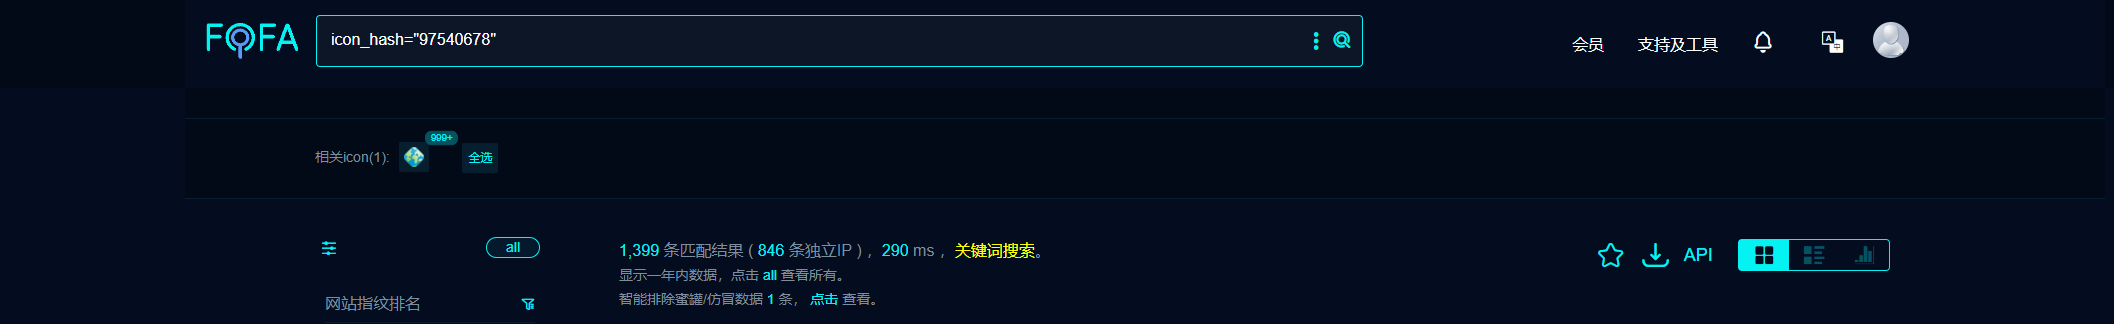 FOFA
icon_hash="97540678"
会员
支持及工具
相关icon(1):
999+
全选
all
1,399 条匹配结果 ( 846 条独立IP ) ，290 ms ，关键词搜索。
显示一年内数据，点击 all 查看所有。
智能排除蜜罐/仿冒数据 1 条， 点击 查看。
API
网站指纹排名